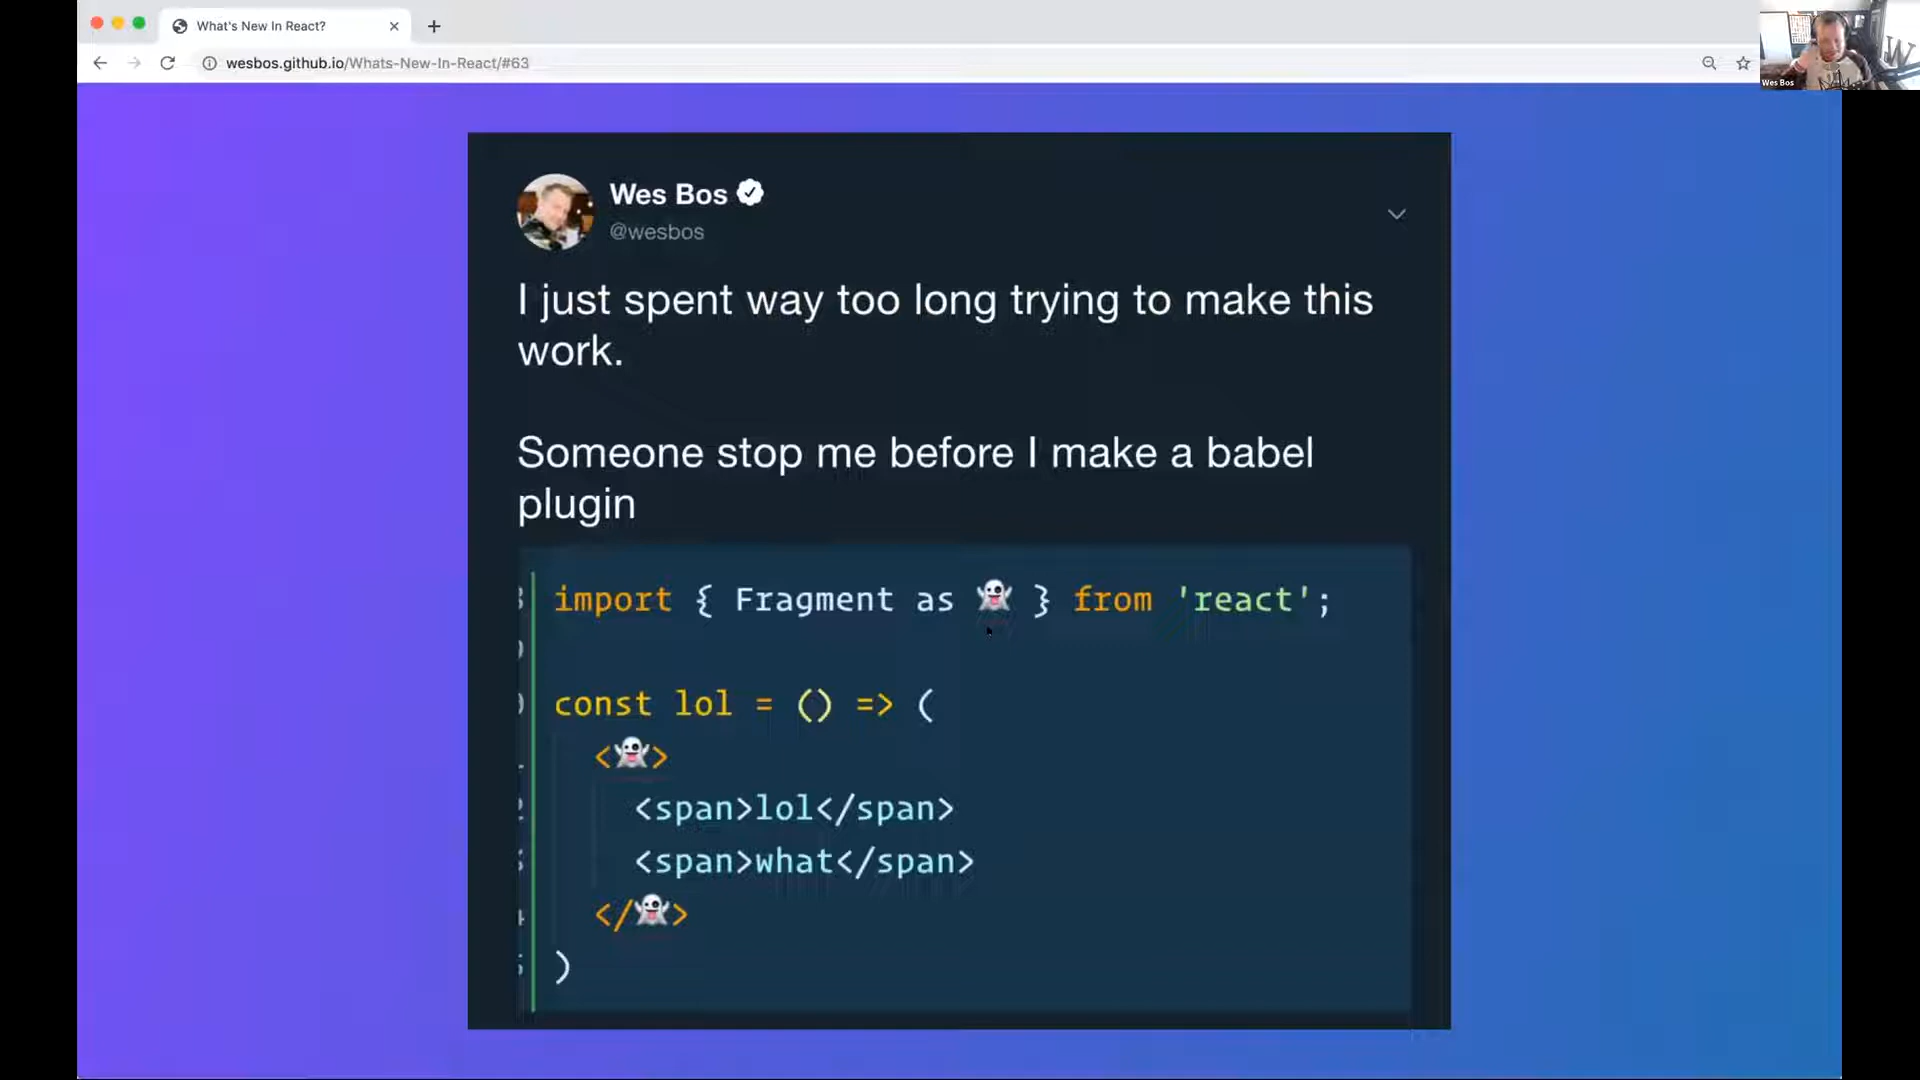 What's New In React?
wesbos.github.io/Whats-New-In-React/#63
Wes Bos
Wes Bos
@wesbos
I just spent way too long trying to make this
work.
Someone stop me before I make a babel
plugin
import { Fragment as 👻 } from 'react';
const lol = () => (
<👻>
<span>lol</span>
<span>what</span>
</👻>
)